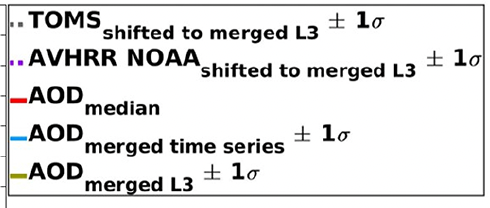 TOMS shifted to merged L3 ± 1σ
AVHRR NOAA shifted to merged L3 ± 1σ
AOD median
AOD merged time series ± 1σ
AOD merged L3 ± 1σ